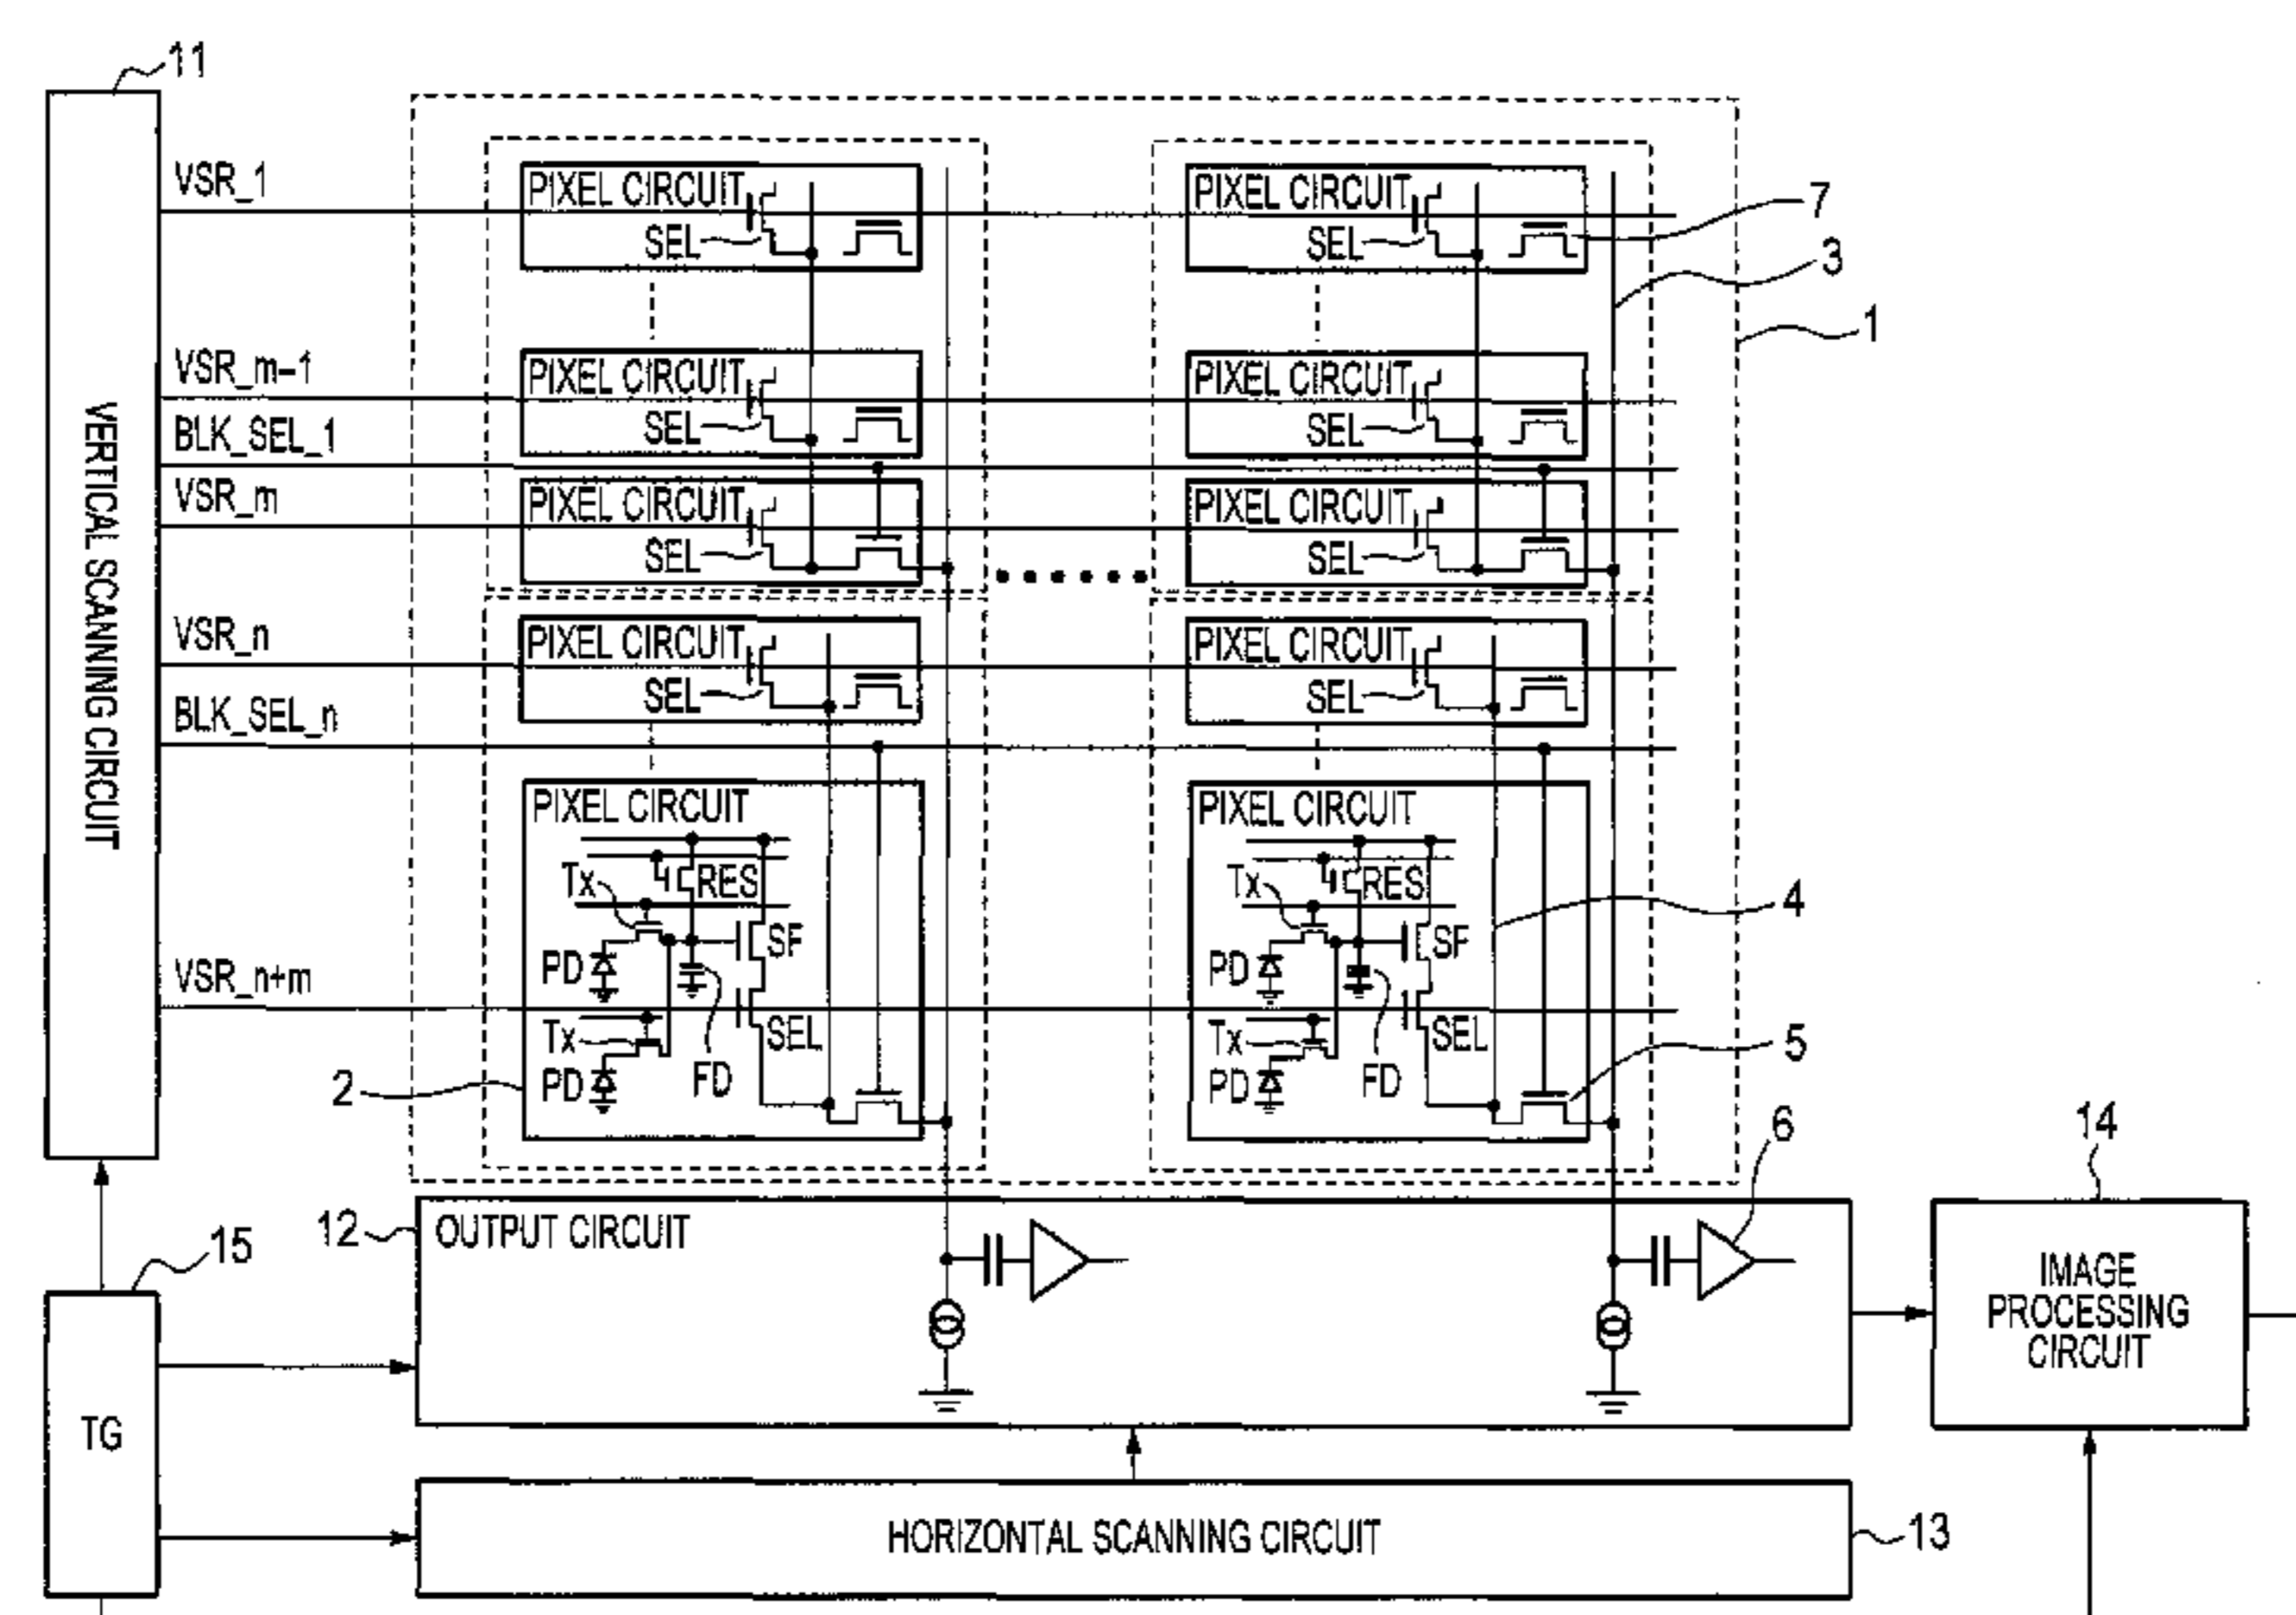 11
VSR_1
PIXEL CIRCUIT
SEL
PIXEL CIRCUIT
SEL
7
3
1
VSR_m-1
PIXEL CIRCUIT
SEL
PIXEL CIRCUIT
SEL
BLK_SEL_1
VSR_m
PIXEL CIRCUIT
SEL
PIXEL CIRCUIT
SEL
VERTICAL SCANNING CIRCUIT
VSR_n
PIXEL CIRCUIT
SEL
PIXEL CIRCUIT
SEL
BLK_SEL_n
PIXEL CIRCUIT
Tx
RES
SF
PD
FD
Tx
SEL
PD
2
PIXEL CIRCUIT
Tx
RES
SF
PD
FD
Tx
SEL
PD
4
VSR_n+m
5
6
14
12
OUTPUT CIRCUIT
IMAGE
PROCESSING
CIRCUIT
15
TG
HORIZONTAL SCANNING CIRCUIT
13